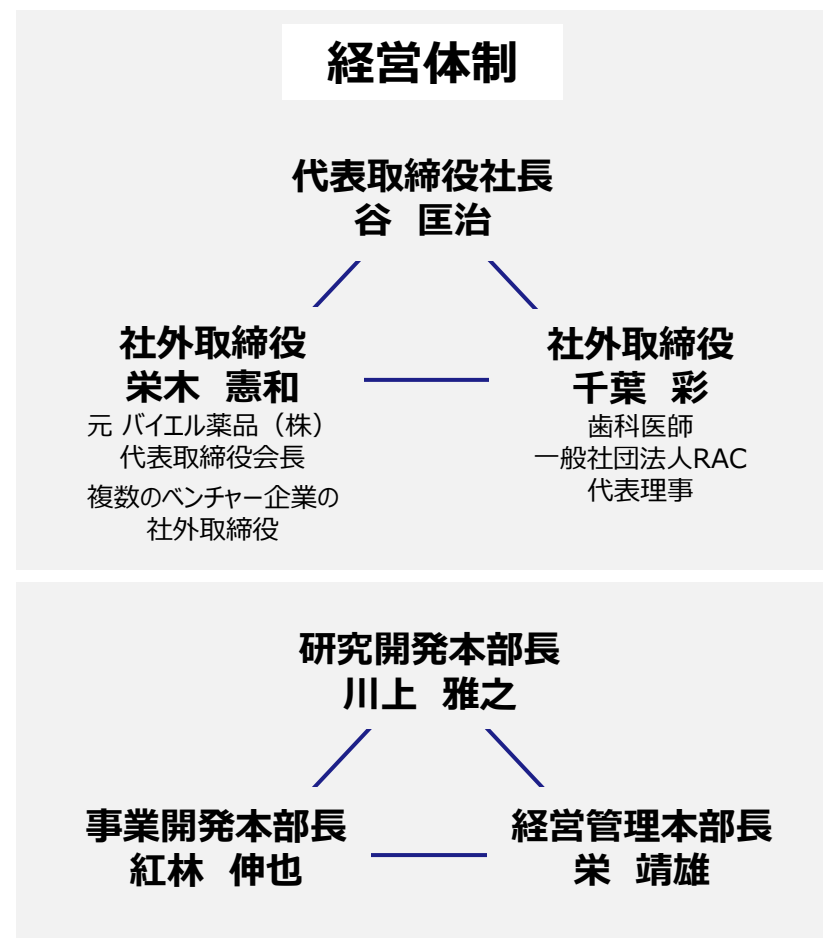 経営体制
代表取締役社長
谷 匡治
社外取締役
栄木 憲和
元 バイエル薬品（株）
代表取締役会長
複数のベンチャー企業の
社外取締役
社外取締役
千葉 彩
歯科医師
一般社団法人RAC
代表理事
研究開発本部長
川上 雅之
事業開発本部長
紅林 伸也
経営管理本部長
栄 靖雄